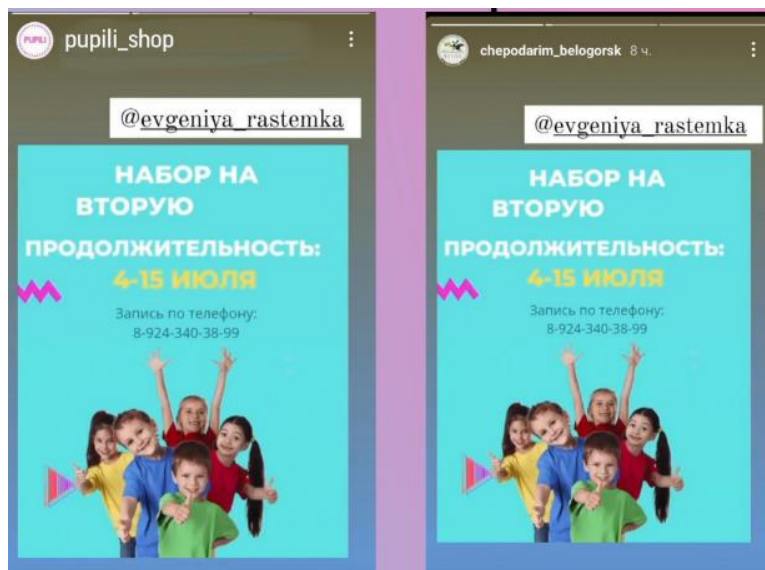 PUPILI
pupili_shop
@evgeniya_rastemka
НАБОР НА
ВТОРУЮ
ПРОДОЛЖИТЕЛЬНОСТЬ:
4-15 ИЮЛЯ
Запись по телефону:
8-924-340-38-99
chepodarim_belogorsk 8 ч.
@evgeniya_rastemka
НАБОР НА
ВТОРУЮ
ПРОДОЛЖИТЕЛЬНОСТЬ:
4-15 ИЮЛЯ
Запись по телефону:
8-924-340-38-99